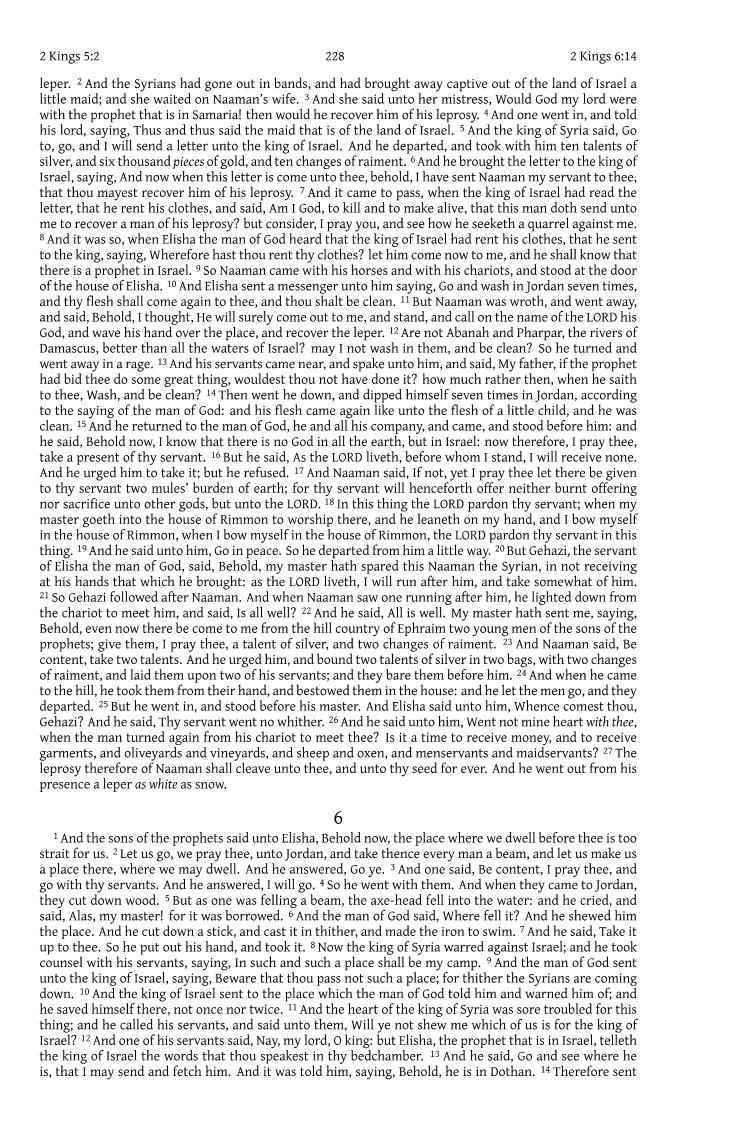 2 Kings 5:2 228 2 Kings 6:14
leper. 2 And the Syrians had gone out in bands, and had brought away captive out of the land of Israel a
little maid; and she waited on Naaman’s wife. 3 And she said unto her mistress, Would God my lord were
with the prophet that is in Samaria! then would he recover him of his leprosy. 4 And one went in, and told
his lord, saying, Thus and thus said the maid that is of the land of Israel. 5 And the king of Syria said, Go
to, go, and I will send a letter unto the king of Israel. And he departed, and took with him ten talents of
silver, and six thousand pieces of gold, and ten changes of raiment. 6 And he brought the letter to the king of
Israel, saying, And now when this letter is come unto thee, behold, I have sent Naaman my servant to thee,
that thou mayest recover him of his leprosy. 7 And it came to pass, when the king of Israel had read the
letter, that he rent his clothes, and said, Am I God, to kill and to make alive, that this man doth send unto
me to recover a man of his leprosy? but consider, I pray you, and see how he seeketh a quarrel against me.
8 And it was so, when Elisha the man of God heard that the king of Israel had rent his clothes, that he sent
to the king, saying, Wherefore hast thou rent thy clothes? let him come now to me, and he shall know that
there is a prophet in Israel. 9 So Naaman came with his horses and with his chariots, and stood at the door
of the house of Elisha. 10 And Elisha sent a messenger unto him saying, Go and wash in Jordan seven times,
and thy flesh shall come again to thee, and thou shalt be clean. 11 But Naaman was wroth, and went away,
and said, Behold, I thought, He will surely come out to me, and stand, and call on the name of the LORD his
God, and wave his hand over the place, and recover the leper. 12 Are not Abanah and Pharpar, the rivers of
Damascus, better than all the waters of Israel? may I not wash in them, and be clean? So he turned and
went away in a rage. 13 And his servants came near, and spake unto him, and said, My father, if the prophet
had bid thee do some great thing, wouldest thou not have done it? how much rather then, when he saith
to thee, Wash, and be clean? 14 Then went he down, and dipped himself seven times in Jordan, according
to the saying of the man of God: and his flesh came again like unto the flesh of a little child, and he was
clean. 15 And he returned to the man of God, he and all his company, and came, and stood before him: and
he said, Behold now, I know that there is no God in all the earth, but in Israel: now therefore, I pray thee,
take a present of thy servant. 16 But he said, As the LORD liveth, before whom I stand, I will receive none.
And he urged him to take it; but he refused. 17 And Naaman said, If not, yet I pray thee let there be given
to thy servant two mules’ burden of earth; for thy servant will henceforth offer neither burnt offering
nor sacrifice unto other gods, but unto the LORD. 18 In this thing the LORD pardon thy servant; when my
master goeth into the house of Rimmon to worship there, and he leaneth on my hand, and I bow myself
in the house of Rimmon, when I bow myself in the house of Rimmon, the LORD pardon thy servant in this
thing. 19 And he said unto him, Go in peace. So he departed from him a little way. 20 But Gehazi, the servant
of Elisha the man of God, said, Behold, my master hath spared this Naaman the Syrian, in not receiving
at his hands that which he brought: as the LORD liveth, I will run after him, and take somewhat of him.
21 So Gehazi followed after Naaman. And when Naaman saw one running after him, he lighted down from
the chariot to meet him, and said, Is all well? 22 And he said, All is well. My master hath sent me, saying,
Behold, even now there be come to me from the hill country of Ephraim two young men of the sons of the
prophets; give them, I pray thee, a talent of silver, and two changes of raiment. 23 And Naaman said, Be
content, take two talents. And he urged him, and bound two talents of silver in two bags, with two changes
of raiment, and laid them upon two of his servants; and they bare them before him. 24 And when he came
to the hill, he took them from their hand, and bestowed them in the house: and he let the men go, and they
departed. 25 But he went in, and stood before his master. And Elisha said unto him, Whence comest thou,
Gehazi? And he said, Thy servant went no whither. 26 And he said unto him, Went not mine heart with thee,
when the man turned again from his chariot to meet thee? Is it a time to receive money, and to receive
garments, and oliveyards and vineyards, and sheep and oxen, and menservants and maidservants? 27 The
leprosy therefore of Naaman shall cleave unto thee, and unto thy seed for ever. And he went out from his
presence a leper as white as snow.
6
1 And the sons of the prophets said unto Elisha, Behold now, the place where we dwell before thee is too
strait for us. 2 Let us go, we pray thee, unto Jordan, and take thence every man a beam, and let us make us
a place there, where we may dwell. And he answered, Go ye. 3 And one said, Be content, I pray thee, and
go with thy servants. And he answered, I will go. 4 So he went with them. And when they came to Jordan,
they cut down wood. 5 But as one was felling a beam, the axe-head fell into the water: and he cried, and
said, Alas, my master! for it was borrowed. 6 And the man of God said, Where fell it? And he shewed him
the place. And he cut down a stick, and cast it in thither, and made the iron to swim. 7 And he said, Take it
up to thee. So he put out his hand, and took it. 8 Now the king of Syria warred against Israel; and he took
counsel with his servants, saying, In such and such a place shall be my camp. 9 And the man of God sent
unto the king of Israel, saying, Beware that thou pass not such a place; for thither the Syrians are coming
down. 10 And the king of Israel sent to the place which the man of God told him and warned him of; and
he saved himself there, not once nor twice. 11 And the heart of the king of Syria was sore troubled for this
thing; and he called his servants, and said unto them, Will ye not shew me which of us is for the king of
Israel? 12 And one of his servants said, Nay, my lord, O king: but Elisha, the prophet that is in Israel, telleth
the king of Israel the words that thou speakest in thy bedchamber. 13 And he said, Go and see where he
is, that I may send and fetch him. And it was told him, saying, Behold, he is in Dothan. 14 Therefore sent